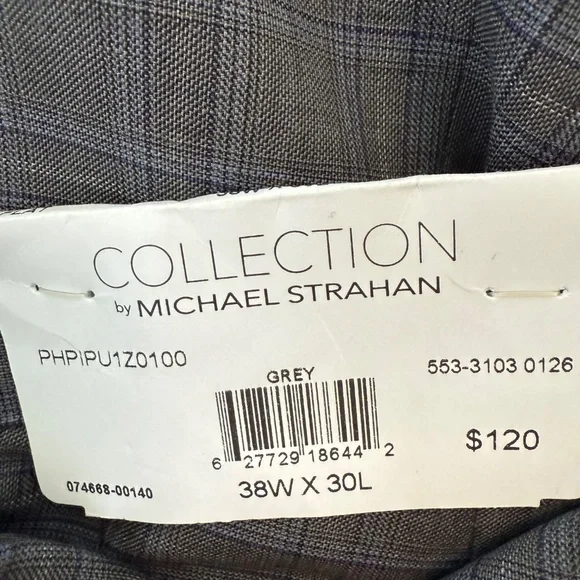 COLLECTION
by MICHAEL STRAHAN
PHPIPU1Z0100
553-3103 0126
GREY
6 27729 18644 2
$120
074668-00140
38W X 30L